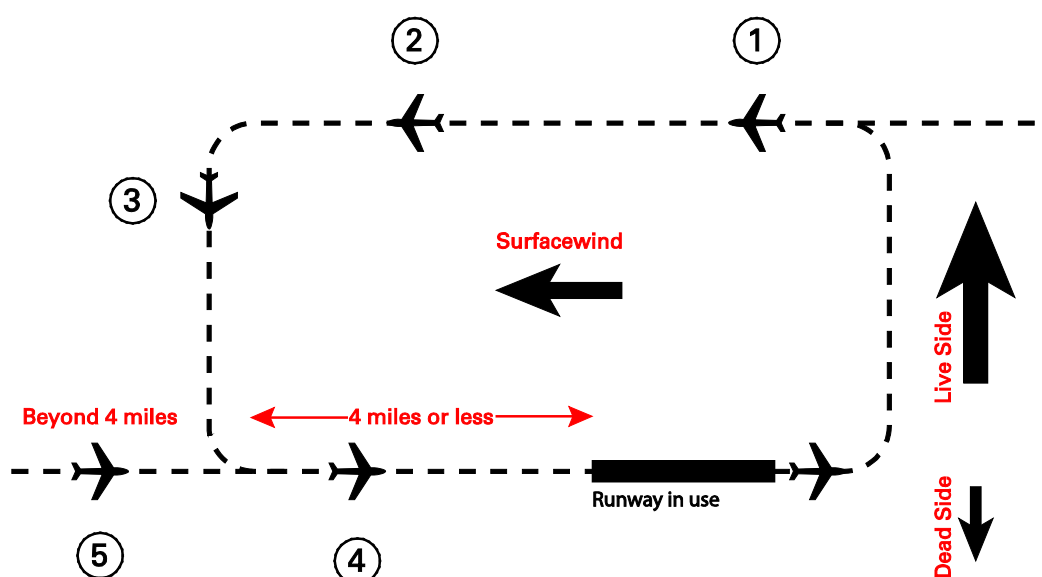 2
1
3
Surfacewind
Live Side
Beyond 4 miles
4 miles or less
Runway in use
Dead Side
5
4